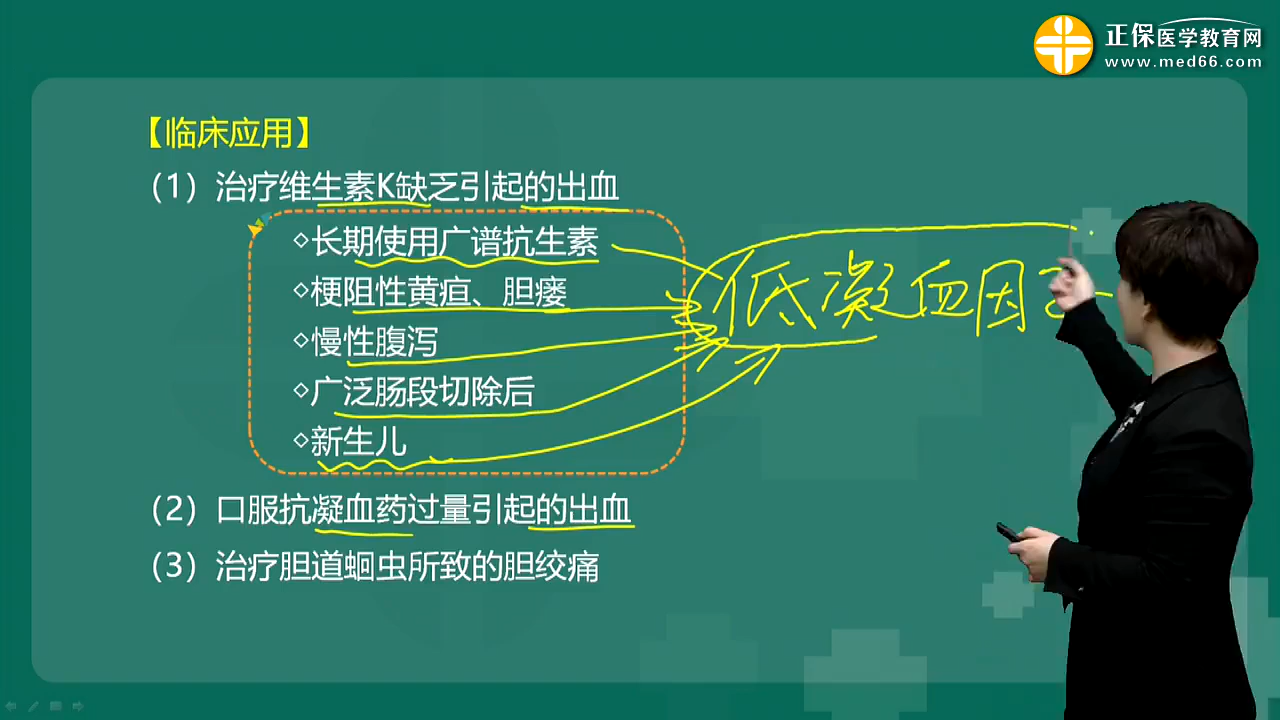 正保医学教育网
www.med66.com
【临床应用】
（1）治疗维生素K缺乏引起的出血
◇长期使用广谱抗生素
◇梗阻性黄疸、胆瘘
◇慢性腹泻
◇广泛肠段切除后
◇新生儿
低凝血因
（2）口服抗凝血药过量引起的出血
（3）治疗胆道蛔虫所致的胆绞痛